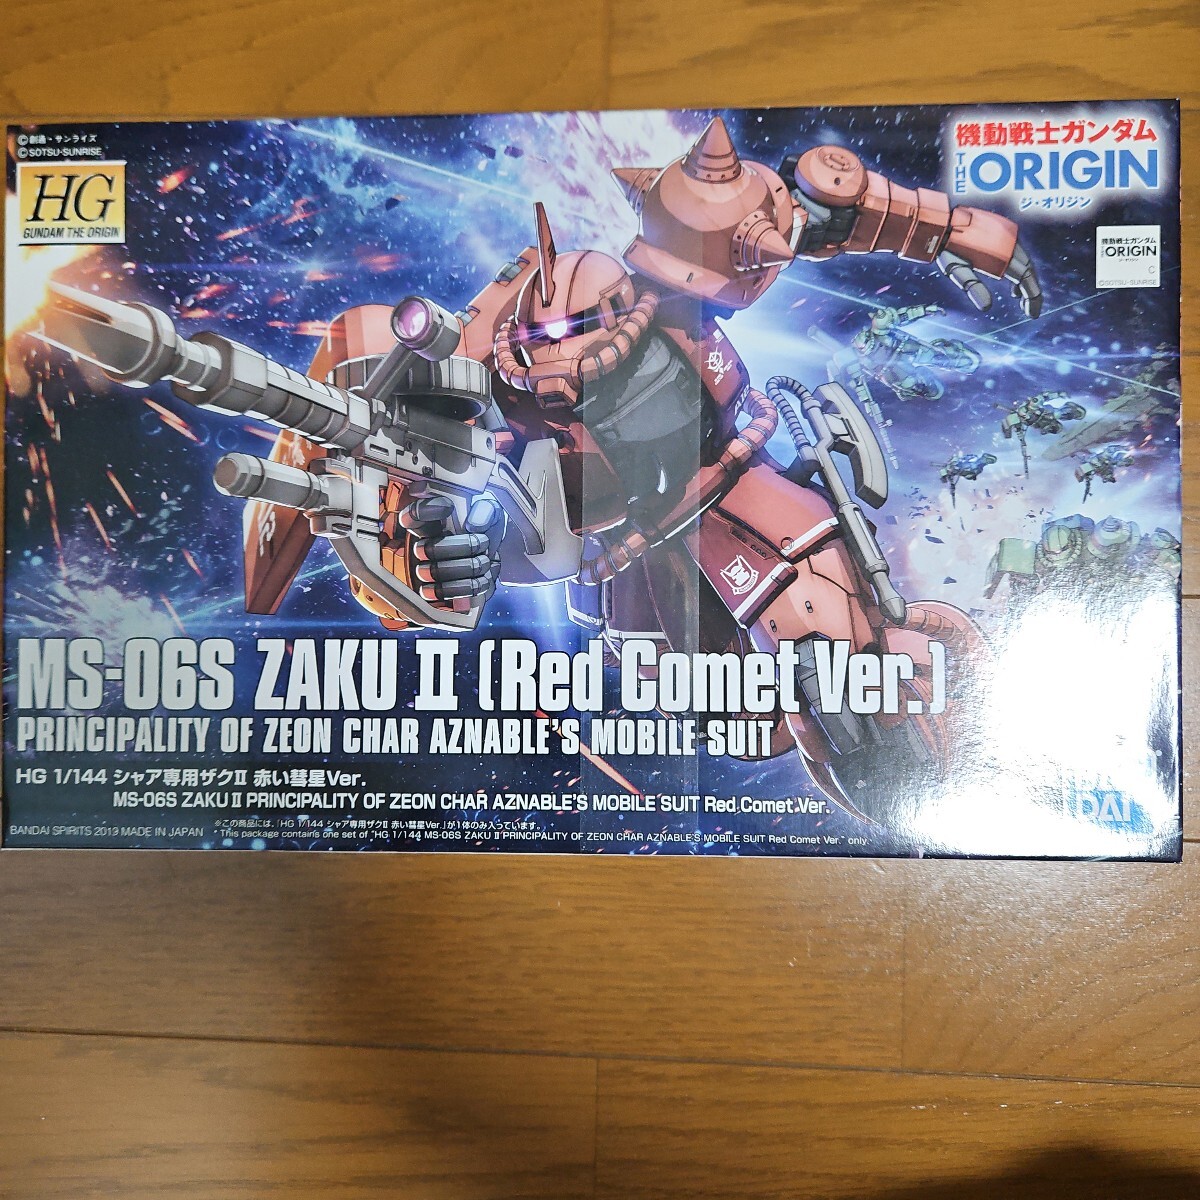 ©創通・サンライズ
©SOTSU・SUNRISE
HG
GUNDAM THE ORIGIN
機動戦士ガンダム
THE ORIGIN
ジ・オリジン
機動戦士ガンダム
THE ORIGIN
C
©SOTSU・SUNRISE
MS-06S ZAKU II (Red Comet Ver.)
PRINCIPALITY OF ZEON CHAR AZNABLE'S MOBILE SUIT
HG 1/144 シャア専用ザクII 赤い彗星Ver.
MS-06S ZAKU II PRINCIPALITY OF ZEON CHAR AZNABLE'S MOBILE SUIT Red Comet Ver.
BANDAI SPIRITS 2019 MADE IN JAPAN
※この商品には、「HG 1/144 シャア専用ザクII 赤い彗星Ver.」が1体のみ入っています。
* This package contains one set of "HG 1/144 MS-06S ZAKU II PRINCIPALITY OF ZEON CHAR AZNABLE'S MOBILE SUIT Red Comet Ver." only.
DAI